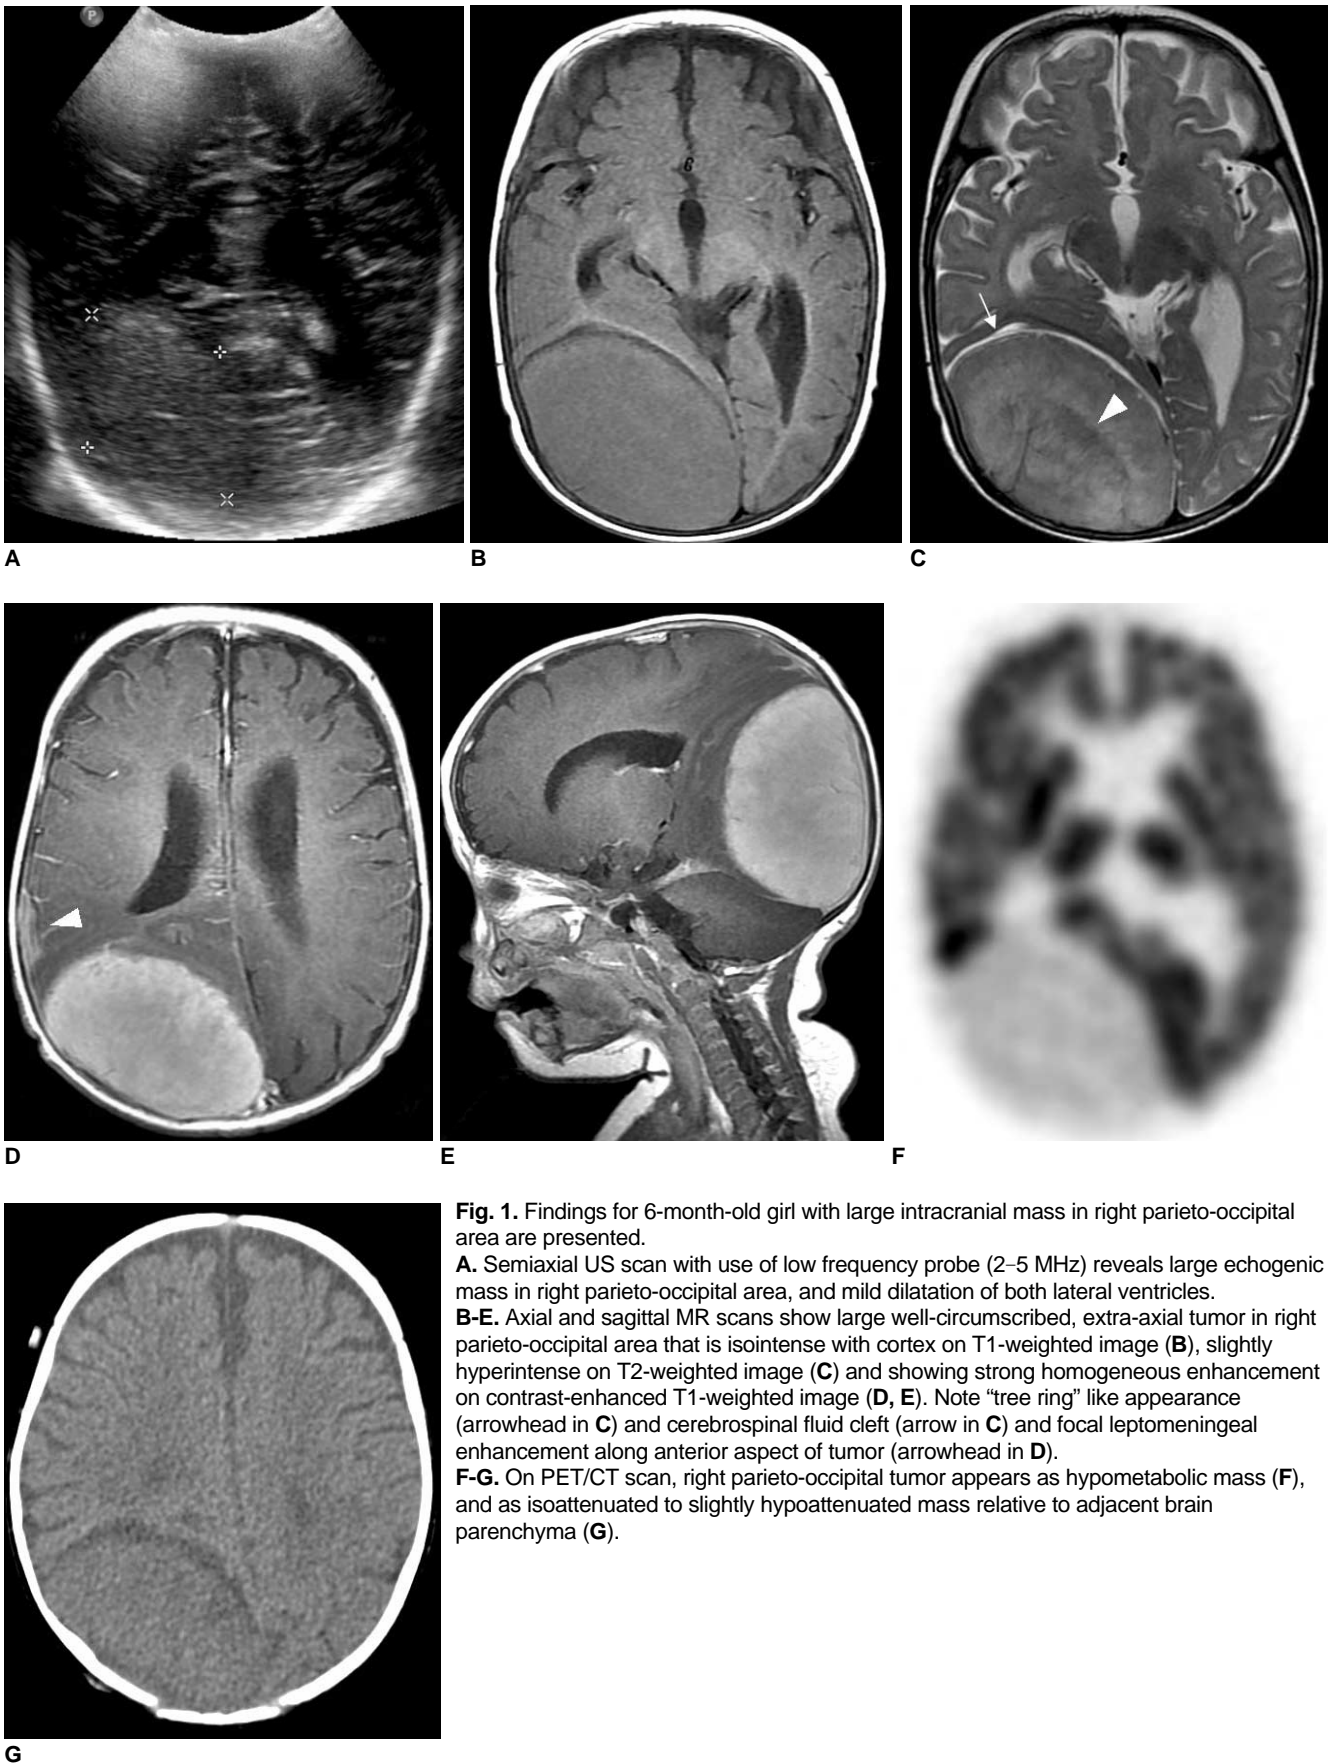 P
A
B
C
D
E
F
G
Fig. 1. Findings for 6-month-old girl with large intracranial mass in right parieto-occipital
area are presented.
A. Semiaxial US scan with use of low frequency probe (2–5 MHz) reveals large echogenic
mass in right parieto-occipital area, and mild dilatation of both lateral ventricles.
B-E. Axial and sagittal MR scans show large well-circumscribed, extra-axial tumor in right
parieto-occipital area that is isointense with cortex on T1-weighted image (B), slightly
hyperintense on T2-weighted image (C) and showing strong homogeneous enhancement
on contrast-enhanced T1-weighted image (D, E). Note “tree ring” like appearance
(arrowhead in C) and cerebrospinal fluid cleft (arrow in C) and focal leptomeningeal
enhancement along anterior aspect of tumor (arrowhead in D).
F-G. On PET/CT scan, right parieto-occipital tumor appears as hypometabolic mass (F),
and as isoattenuated to slightly hypoattenuated mass relative to adjacent brain
parenchyma (G).